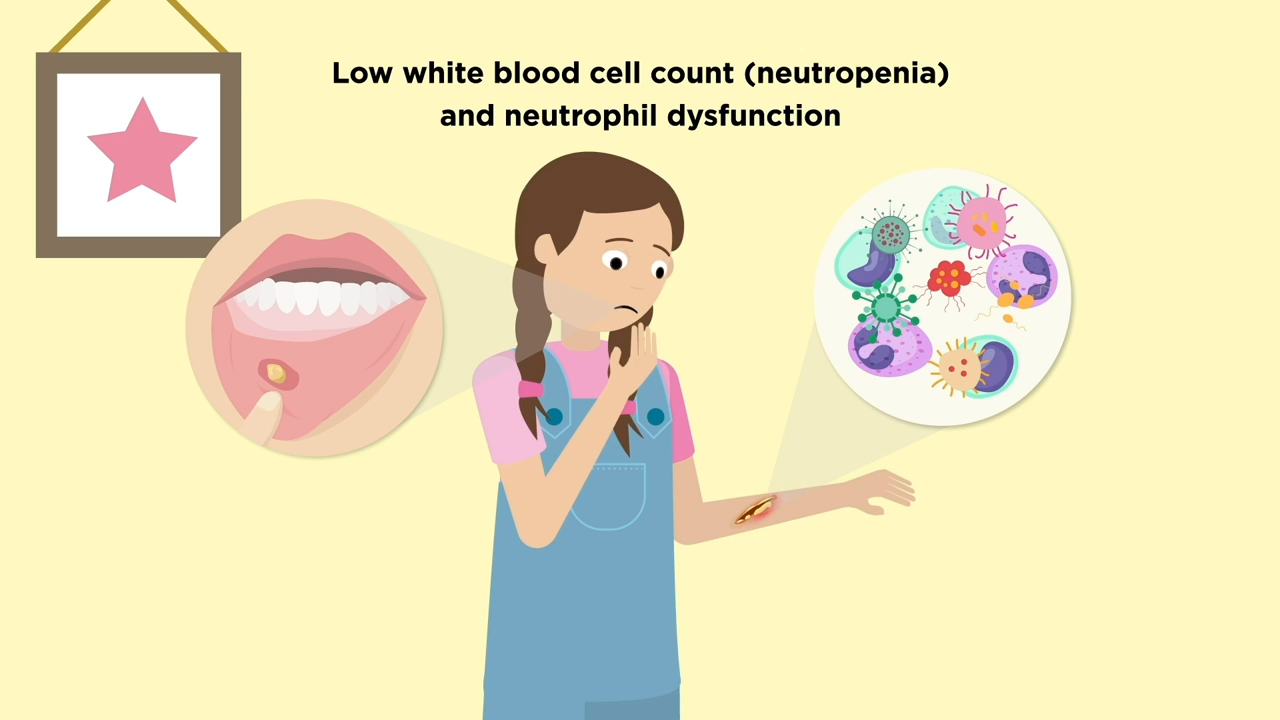 Low white blood cell count (neutropenia)
and neutrophil dysfunction